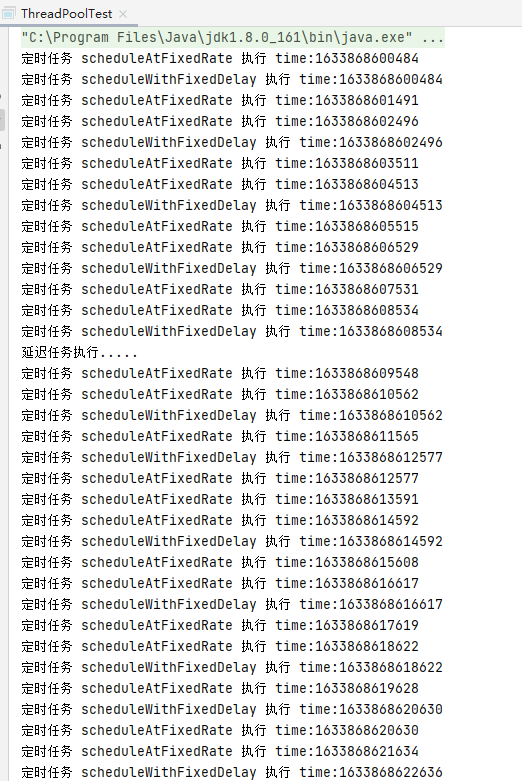 ThreadPoolTest
"C:\Program Files\Java\jdk1.8.0_161\bin\java.exe" ...
定时任务 scheduleAtFixedRate 执行 time:1633868600484
定时任务 scheduleWithFixedDelay 执行 time:1633868600484
定时任务 scheduleAtFixedRate 执行 time:1633868601491
定时任务 scheduleAtFixedRate 执行 time:1633868602496
定时任务 scheduleWithFixedDelay 执行 time:1633868602496
定时任务 scheduleAtFixedRate 执行 time:1633868603511
定时任务 scheduleAtFixedRate 执行 time:1633868604513
定时任务 scheduleWithFixedDelay 执行 time:1633868604513
定时任务 scheduleAtFixedRate 执行 time:1633868605515
定时任务 scheduleAtFixedRate 执行 time:1633868606529
定时任务 scheduleWithFixedDelay 执行 time:1633868606529
定时任务 scheduleAtFixedRate 执行 time:1633868607531
定时任务 scheduleAtFixedRate 执行 time:1633868608534
定时任务 scheduleWithFixedDelay 执行 time:1633868608534
延迟任务执行.....
定时任务 scheduleAtFixedRate 执行 time:1633868609548
定时任务 scheduleAtFixedRate 执行 time:1633868610562
定时任务 scheduleWithFixedDelay 执行 time:1633868610562
定时任务 scheduleAtFixedRate 执行 time:1633868611565
定时任务 scheduleWithFixedDelay 执行 time:1633868612577
定时任务 scheduleAtFixedRate 执行 time:1633868612577
定时任务 scheduleAtFixedRate 执行 time:1633868613591
定时任务 scheduleAtFixedRate 执行 time:1633868614592
定时任务 scheduleWithFixedDelay 执行 time:1633868614592
定时任务 scheduleAtFixedRate 执行 time:1633868615608
定时任务 scheduleAtFixedRate 执行 time:1633868616617
定时任务 scheduleWithFixedDelay 执行 time:1633868616617
定时任务 scheduleAtFixedRate 执行 time:1633868617619
定时任务 scheduleAtFixedRate 执行 time:1633868618622
定时任务 scheduleWithFixedDelay 执行 time:1633868618622
定时任务 scheduleAtFixedRate 执行 time:1633868619628
定时任务 scheduleWithFixedDelay 执行 time:1633868620630
定时任务 scheduleAtFixedRate 执行 time:1633868620630
定时任务 scheduleAtFixedRate 执行 time:1633868621634
定时任务 scheduleWithFixedDelay 执行 time:1633868622636